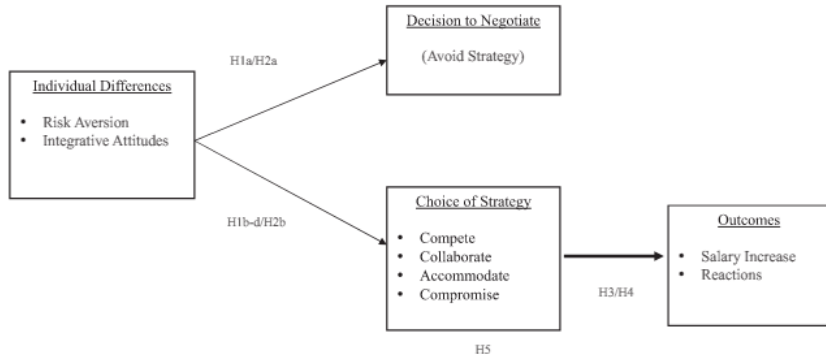 Decision to Negotiate
(Avoid Strategy)
H1a/H2a
Individual Differences
• Risk Aversion
• Integrative Attitudes
H1b-d/H2b
Choice of Strategy
• Compete
• Collaborate
• Accommodate
• Compromise
H3/H4
Outcomes
• Salary Increase
• Reactions
H5